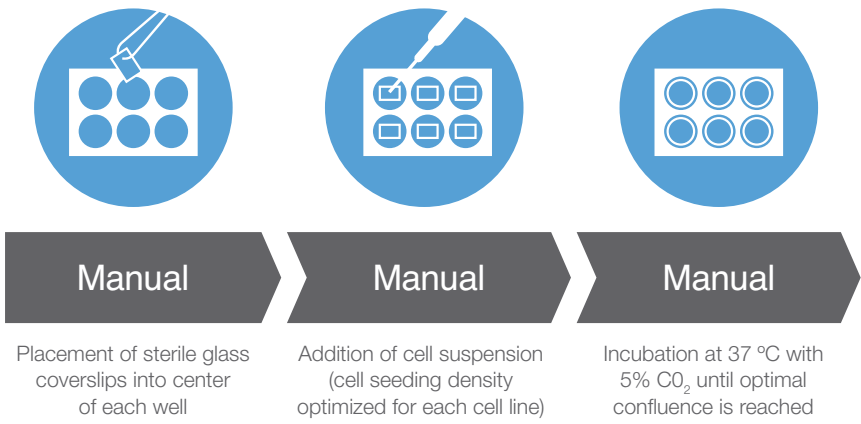 Manual
Manual
Manual
Placement of sterile glass
coverslips into center
of each well
Addition of cell suspension
(cell seeding density
optimized for each cell line)
Incubation at 37 ºC with
5% C0₂ until optimal
confluence is reached